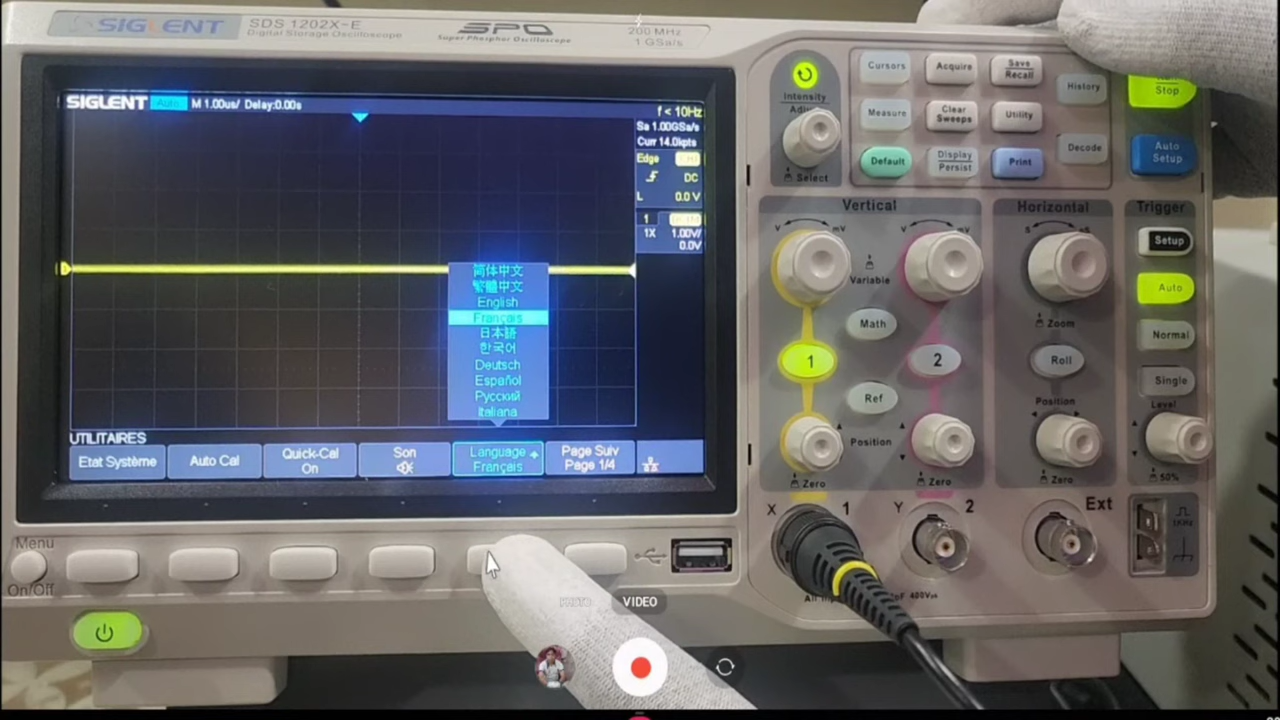 SIGLENT
SDS 1202X-E
Digital Storage Oscilloscope
SPO
Super Phosphor Oscilloscope
200 MHz
1 GSa/s
SIGLENT Auto M 1.00us/ Delay:0.00s
f < 10Hz
Sa 1.00GSa/s
Curr 14.0kpts
Edge
DC
L 0.0 V
1
1X 1.00V/
0.0V
简体中文
繁體中文
English
Français
日本語
한국어
Deutsch
Español
Русский
Italiana
UTILITAIRES
Etat Système
Auto Cal
Quick-Cal
On
Son
Language
Français
Page Suiv
Page 1/4
Menu
On/Off
Intensity
Select
Cursors
Acquire
Save
Recall
History
Measure
Clear
Sweeps
Utility
Default
Display
Persist
Print
Decode
Stop
Auto
Setup
Vertical
V mV
V mV
Variable
Math
1
2
Ref
Position
Zero
Zero
Horizontal
S nS
Zoom
Roll
Position
Zero
Trigger
Setup
Auto
Normal
Single
Level
50%
X 1
Y 2
Ext
1KHz
400Vpk
PHOTO
VIDEO